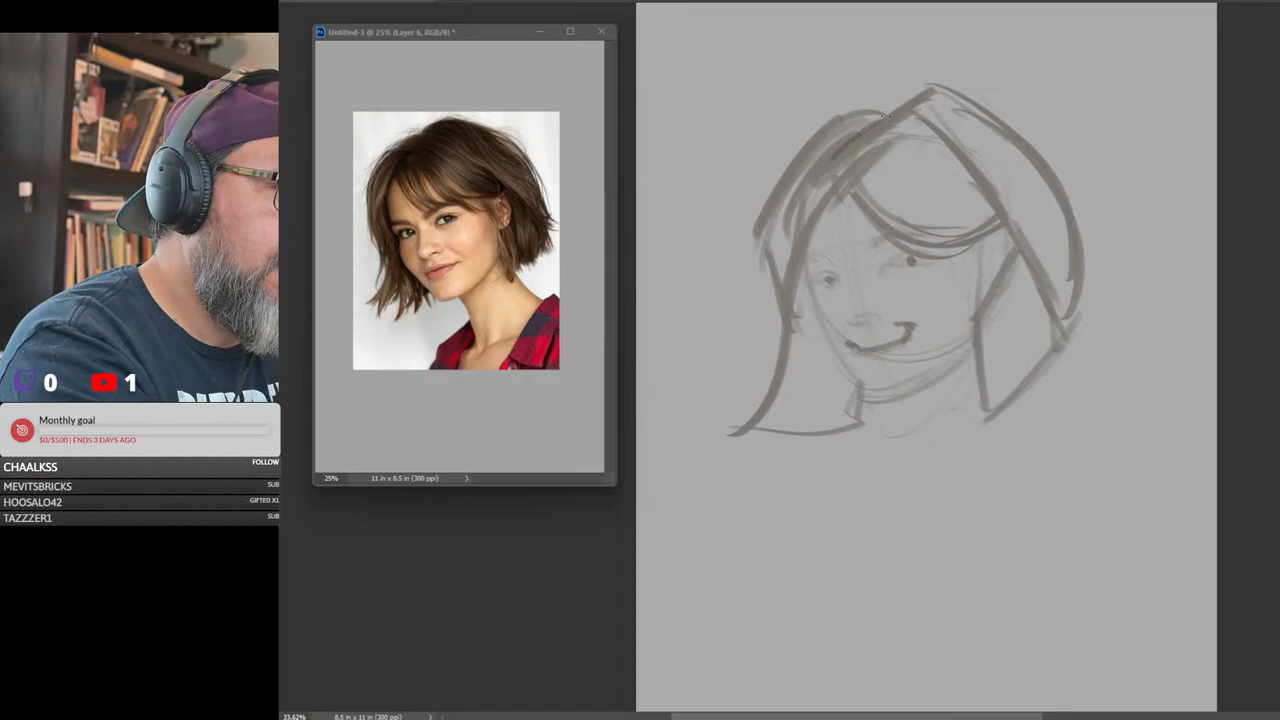 Untitled-3 @ 25% (Layer 6, RGB/8) *
0
1
Monthly goal
$0/$500 | ENDS 3 DAYS AGO
CHAALKSS FOLLOW
MEVITSBRICKS SUB
HOOSALO42 GIFTED X1
TAZZZER1 SUB
25% 11 in x 8.5 in (300 ppi)
33.62% 8.5 in x 11 in (300 ppi)